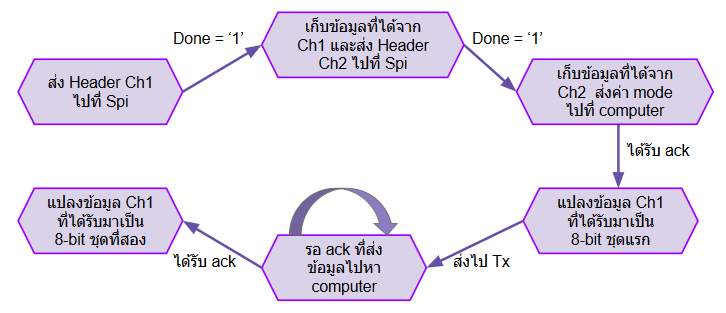 ส่ง Header Ch1
ไปที่ Spi
Done = ‘1’
เก็บข้อมูลที่ได้จาก
Ch1 และส่ง Header
Ch2 ไปที่ Spi
Done = ‘1’
เก็บข้อมูลที่ได้จาก
Ch2 ส่งค่า mode
ไปที่ computer
ได้รับ ack
แปลงข้อมูล Ch1
ที่ได้รับมาเป็น
8-bit ชุดแรก
ส่งไป Tx
รอ ack ที่ส่ง
ข้อมูลไปหา
computer
ได้รับ ack
แปลงข้อมูล Ch1
ที่ได้รับมาเป็น
8-bit ชุดที่สอง